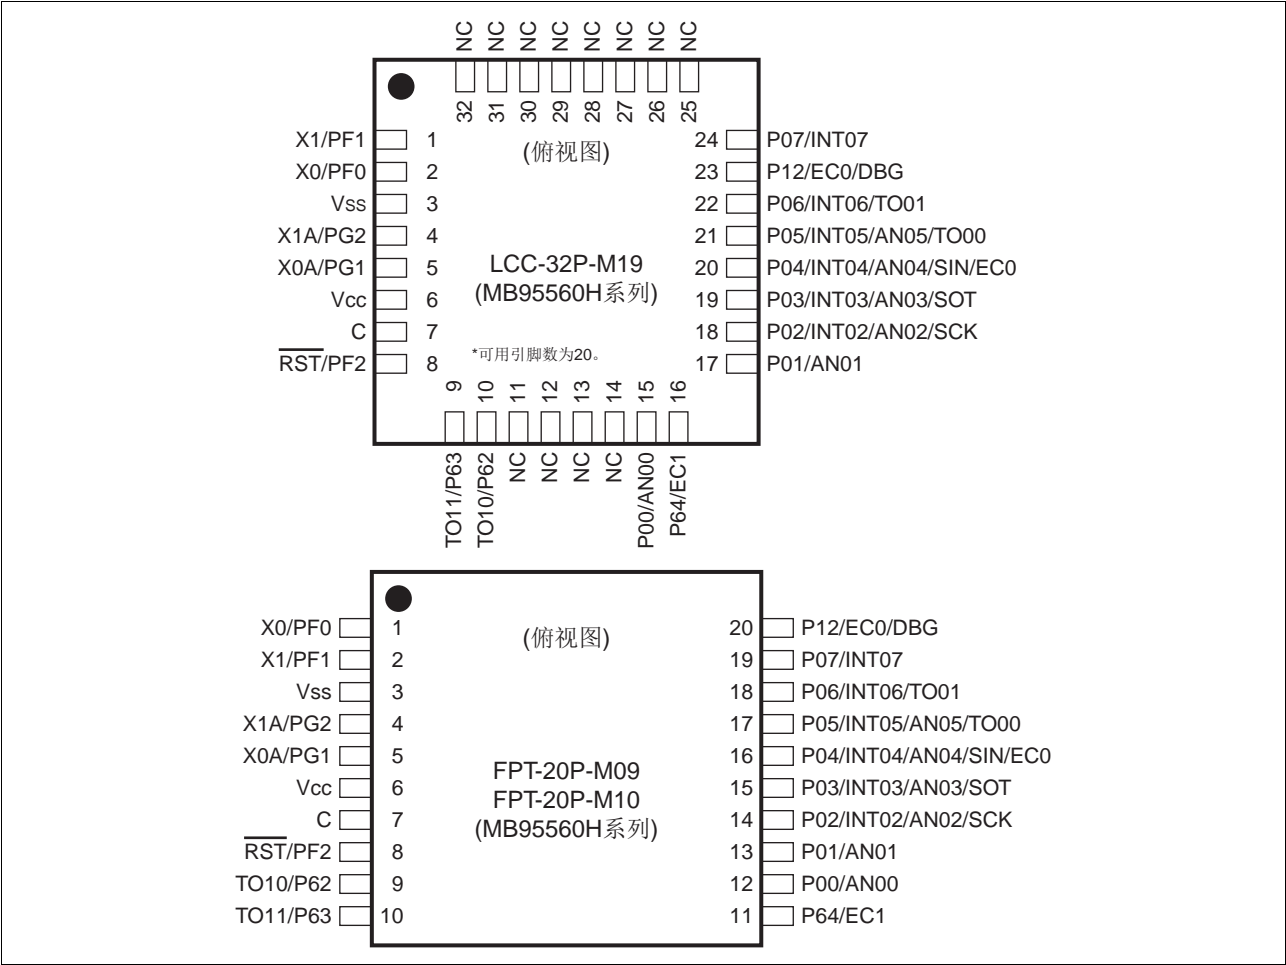 NC NC NC NC NC NC NC NC
32 31 30 29 28 27 26 25
X1/PF1 1 (俯视图) 24 P07/INT07
X0/PF0 2 23 P12/EC0/DBG
Vss 3 22 P06/INT06/TO01
X1A/PG2 4 21 P05/INT05/AN05/TO00
X0A/PG1 5 LCC-32P-M19 20 P04/INT04/AN04/SIN/EC0
Vcc 6 (MB95560H系列) 19 P03/INT03/AN03/SOT
C 7 18 P02/INT02/AN02/SCK
RST/PF2 8 *可用引脚数为20。 17 P01/AN01
9 10 11 12 13 14 15 16
TO11/P63 TO10/P62 NC NC NC NC P00/AN00 P64/EC1
X0/PF0 1 (俯视图) 20 P12/EC0/DBG
X1/PF1 2 19 P07/INT07
Vss 3 18 P06/INT06/TO01
X1A/PG2 4 17 P05/INT05/AN05/TO00
X0A/PG1 5 FPT-20P-M09 16 P04/INT04/AN04/SIN/EC0
Vcc 6 FPT-20P-M10 15 P03/INT03/AN03/SOT
C 7 (MB95560H系列) 14 P02/INT02/AN02/SCK
RST/PF2 8 13 P01/AN01
TO10/P62 9 12 P00/AN00
TO11/P63 10 11 P64/EC1